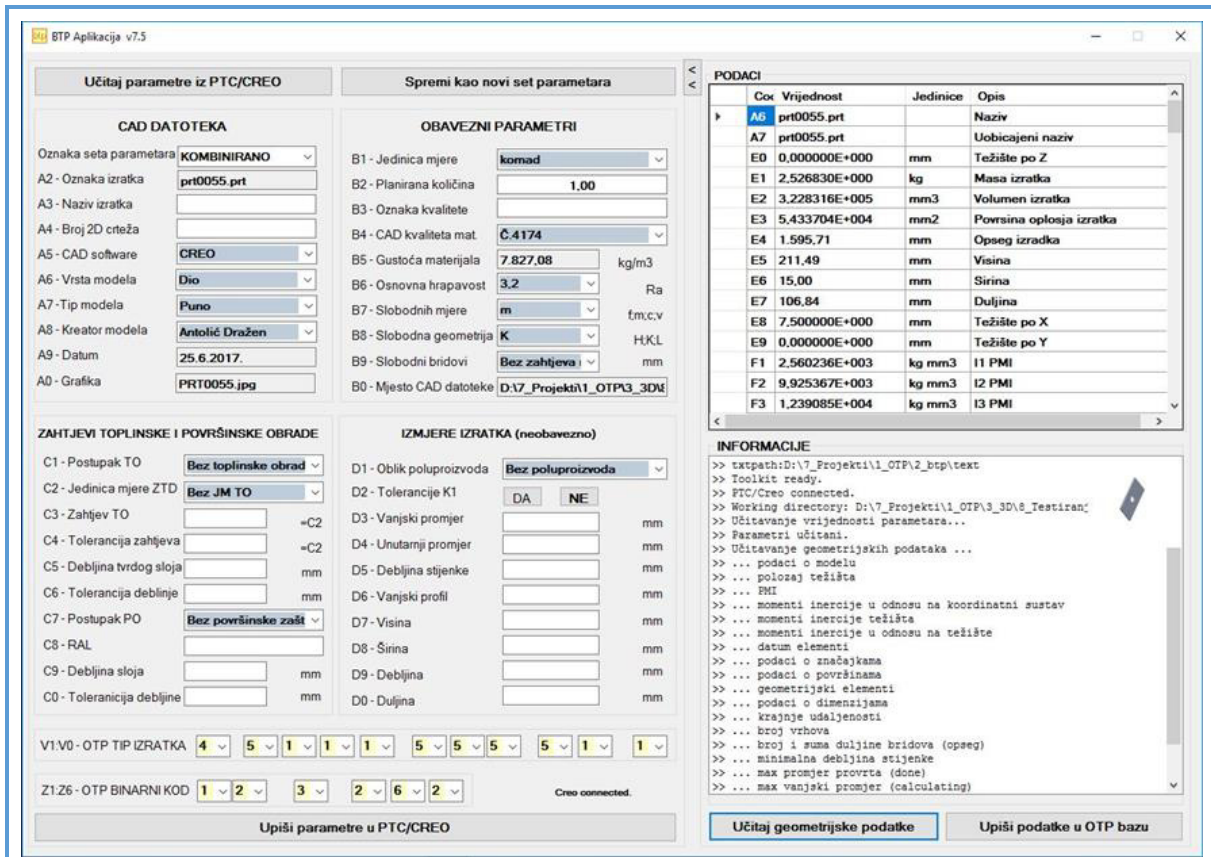 btp BTP Aplikacija v7.5
Učitaj parametre iz PTC/CREO
Spremi kao novi set parametara
<
<
CAD DATOTEKA
Oznaka seta parametara KOMBINIRANO
A2 - Oznaka izratka prt0055.prt
A3 - Naziv izratka
A4 - Broj 2D crteža
A5 - CAD software CREO
A6 - Vrsta modela Dio
A7 - Tip modela Puno
A8 - Kreator modela Antolić Dražen
A9 - Datum 25.6.2017.
A0 - Grafika PRT0055.jpg
OBAVEZNI PARAMETRI
B1 - Jedinica mjere komad
B2 - Planirana količina 1,00
B3 - Oznaka kvalitete
B4 - CAD kvaliteta mat. Č.4174
B5 - Gustoća materijala 7.827,08 kg/m3
B6 - Osnovna hrapavost 3,2 Ra
B7 - Slobodnih mjere m f;m;c;v
B8 - Slobodna geometrija K H;K;L
B9 - Slobodni bridovi Bez zahtjeva mm
B0 - Mjesto CAD datoteke D:\7_Projekti\1_OTP\3_3D\
ZAHTJEVI TOPLINSKE I POVRŠINSKE OBRADE
C1 - Postupak TO Bez toplinske obrad
C2 - Jedinica mjere ZTD Bez JM TO
C3 - Zahtjev TO =C2
C4 - Tolerancija zahtjeva =C2
C5 - Debljina tvrdog sloja mm
C6 - Tolerancija deblinje mm
C7 - Postupak PO Bez površinske zašt
C8 - RAL
C9 - Debljina sloja mm
C0 - Toleranicija debljine mm
IZMJERE IZRATKA (neobavezno)
D1 - Oblik poluproizvoda Bez poluproizvoda
D2 - Tolerancije K1 DA NE
D3 - Vanjski promjer mm
D4 - Unutarnji promjer mm
D5 - Debljina stijenke mm
D6 - Vanjski profil mm
D7 - Visina mm
D8 - Širina mm
D9 - Debljina mm
D0 - Duljina mm
V1:V0 - OTP TIP IZRATKA 4 5 1 1 1 5 5 5 5 1 1
Z1:Z6 - OTP BINARNI KOD 1 2 3 2 6 2 Creo connected.
Upiši parametre u PTC/CREO
PODACI
Coc Vrijednost Jedinice Opis
A6 prt0055.prt Naziv
A7 prt0055.prt Uobicajeni naziv
E0 0,000000E+000 mm Težište po Z
E1 2,526830E+000 kg Masa izratka
E2 3,228316E+005 mm3 Volumen izratka
E3 5,433704E+004 mm2 Povrsina oplosja izratka
E4 1.595,71 mm Opseg izradka
E5 211,49 mm Visina
E6 15,00 mm Sirina
E7 106,84 mm Duljina
E8 7,500000E+000 mm Težište po X
E9 0,000000E+000 mm Težište po Y
F1 2,560236E+003 kg mm3 I1 PMI
F2 9,925367E+003 kg mm3 I2 PMI
F3 1,239085E+004 kg mm3 I3 PMI
INFORMACIJE
>> txtpath:D:\7_Projekti\1_OTP\2_btp\text
>> Toolkit ready.
>> PTC/Creo connected.
>> Working directory: D:\7_Projekti\1_OTP\3_3D\8_Testiranj
>> Učitavanje vrijednosti parametara...
>> Parametri učitani.
>> Učitavanje geometrijskih podataka ...
>> ... podaci o modelu
>> ... polozaj težišta
>> ... PMI
>> ... momenti inercije u odnosu na koordinatni sustav
>> ... momenti inercije težišta
>> ... momenti inercije u odnosu na težište
>> ... datum elementi
>> ... podaci o značajkama
>> ... podaci o površinama
>> ... geometrijski elementi
>> ... podaci o dimenzijama
>> ... krajnje udaljenosti
>> ... broj vrhova
>> ... broj i suma duljine bridova (opseg)
>> ... minimalna debljina stijenke
>> ... max promjer provrta (done)
>> ... max vanjski promjer (calculating)
Učitaj geometrijske podatke
Upiši podatke u OTP bazu